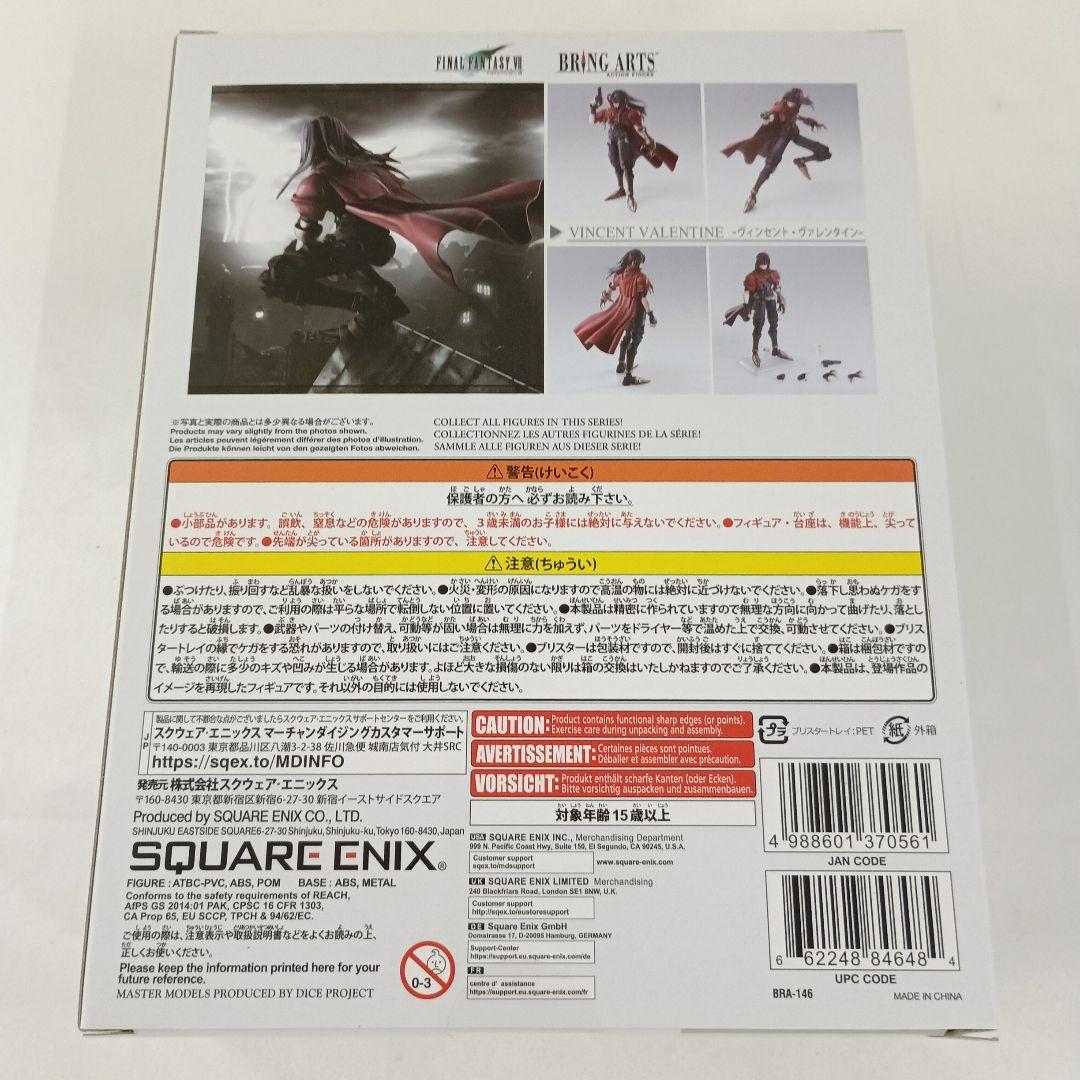 FINAL FANTASY VII
BRING ARTS™
ACTION FIGURE
VINCENT VALENTINE -ヴィンセント・ヴァレンタイン-
※写真と実際の商品とは多少異なる場合がございます。
Products may vary slightly from the photos shown.
Les articles peuvent légèrement différer des photos d'illustration.
Die Produkte können leicht von den gezeigten Fotos abweichen.
COLLECT ALL FIGURES IN THIS SERIES!
COLLECTIONNEZ LES AUTRES FIGURINES DE LA SÉRIE!
SAMMLE ALLE FIGUREN AUS DIESER SERIE!
⚠警告(けいこく)
保護者の方へ必ずお読み下さい。
●小部品があります。誤飲、窒息などの危険がありますので、3歳未満のお子様には絶対に与えないでください。●フィギュア・台座は、機能上、尖って
いるので危険です。●先端が尖っている箇所がありますので、注意してください。
⚠注意(ちゅうい)
●ぶつけたり、振り回すなど乱暴な扱いをしないでください。●火災・変形の原因になりますので高温の物には絶対に近づけないでください。●落下し思わぬケガをす
る場合がありますので、ご利用の際は平らな場所で転倒しない位置に置いてください。●本製品は精密に作られていますので無理な方向に向かって曲げたり、落とし
たりすると破損します。●武器やパーツの付け替え、可動等が固い場合は無理に力を加えず、パーツをドライヤー等で温めた上で交換、可動させてください。●ブリス
タートレイの縁でケガをする恐れがありますので、取り扱いにはご注意ください。●ブリスターは包装材ですので、開封後はすぐに捨ててください。●箱は梱包材ですの
で、輸送の際に多少のキズや凹みが生じる場合があります。よほど大きな損傷のない限りは箱の交換はいたしかねますのでご了承ください。●本製品は、登場作品の
イメージを再現したフィギュアです。それ以外の目的には使用しないでください。
JP
製品に関して不都合な点がございましたらスクウェア・エニックスサポートセンターをご利用ください。
スクウェア・エニックス マーチャンダイジングカスタマーサポート
〒140-0003 東京都品川区八潮3-2-38 佐川急便 城南店気付 大井SRC
https://sqex.to/MDINFO
発売元 株式会社スクウェア・エニックス
〒160-8430 東京都新宿区新宿6-27-30 新宿イーストサイドスクエア
Produced by SQUARE ENIX CO., LTD.
SHINJUKU EASTSIDE SQUARE6-27-30 Shinjuku, Shinjuku-ku,Tokyo 160-8430, Japan
SQUARE ENIX®
FIGURE : ATBC-PVC, ABS, POM BASE : ABS, METAL
Conforms to the safety requirements of REACH,
AfPS GS 2014:01 PAK, CPSC 16 CFR 1303,
CA Prop 65, EU SCCP, TPCH & 94/62/EC.
ご使用の際は、注意表示や取扱説明書などをよくお読みの上、
正しくお使いください。
Please keep the information printed here for your
future reference.
MASTER MODELS PRODUCED BY DICE PROJECT
0-3
CAUTION: Product contains functional sharp edges (or points).
Exercise care during unpacking and assembly.
AVERTISSEMENT: Certaines pièces sont pointues.
Déballer et assembler avec précaution.
VORSICHT: Produkt enthält scharfe Kanten (oder Ecken).
Bitte vorsichtig auspacken und zusammenbauen.
対象年齢15歳以上
USA SQUARE ENIX INC., Merchandising Department
999 N. Pacific Coast Hwy, Suite 150, El Segundo, CA 90245, U.S.A.
Customer support
sqex.to/mdsupport
www.square-enix.com
UK SQUARE ENIX LIMITED Merchandising
240 Blackfriars Road, London SE1 8NW, U.K.
Customer support
http://sqex.to/eustoresupport
DE Square Enix GmbH
Domstrasse 17, D-20095 Hamburg, GERMANY
Support-Center
https://support.eu.square-enix.com/de
FR
centre d' assistance
https://support.eu.square-enix.com/fr
プラ
ブリスタートレイ:PET
紙
外箱
4 988601 370561
JAN CODE
6 62248 84648 4
UPC CODE
BRA-146
MADE IN CHINA